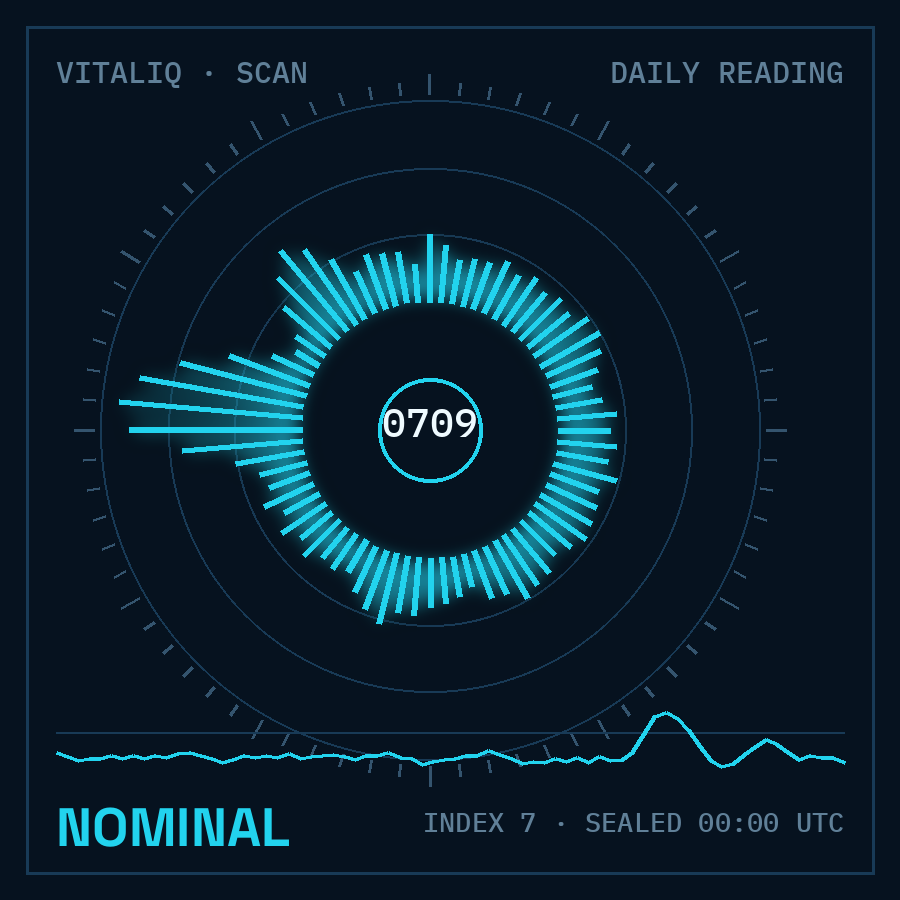 VITALIQ · SCAN
DAILY READING
0709
NOMINAL
INDEX 7 · SEALED 00:00 UTC